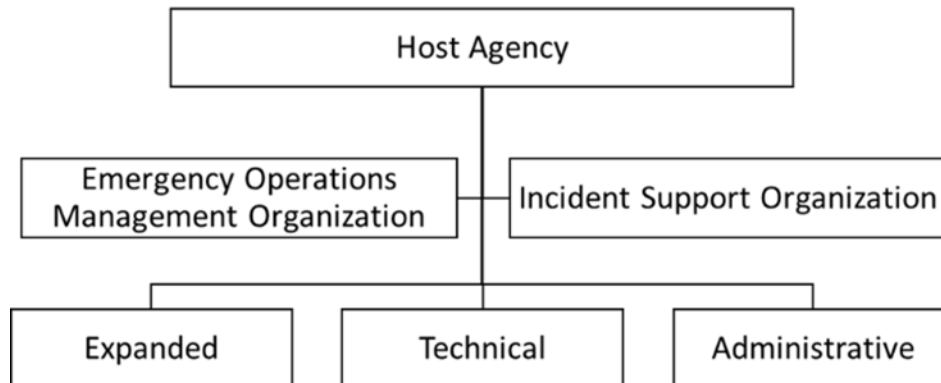 Host Agency
Emergency Operations
Management Organization
Incident Support Organization
Expanded
Technical
Administrative